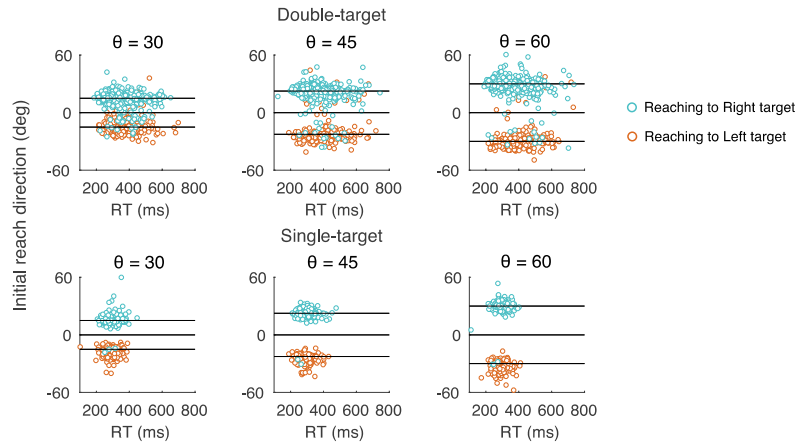 Double-target
θ = 30
θ = 45
θ = 60
Initial reach direction (deg)
60
0
-60
200 400 600 800
RT (ms)
60
0
-60
200 400 600 800
RT (ms)
60
0
-60
200 400 600 800
RT (ms)
Reaching to Right target
Reaching to Left target
Single-target
θ = 30
θ = 45
θ = 60
60
0
-60
200 400 600 800
RT (ms)
60
0
-60
200 400 600 800
RT (ms)
60
0
-60
200 400 600 800
RT (ms)